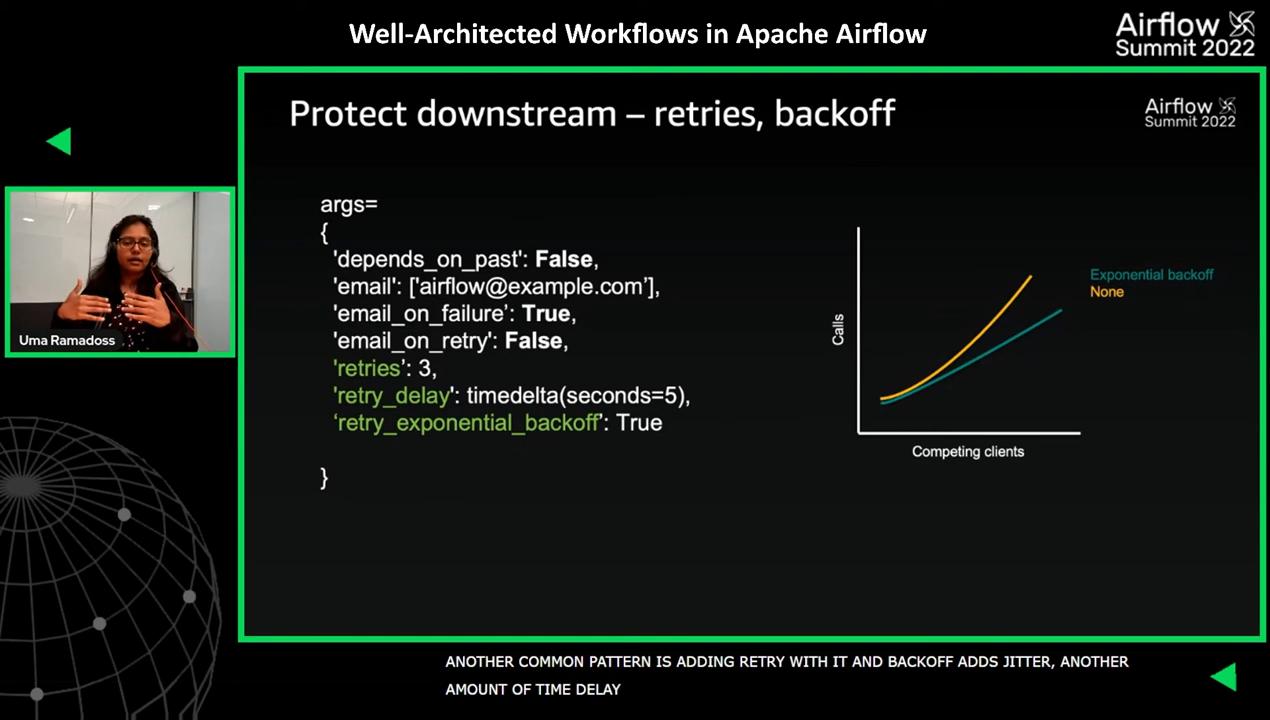 Well-Architected Workflows in Apache Airflow
Airflow
Summit 2022
Protect downstream – retries, backoff
Airflow
Summit 2022
args=
{
'depends_on_past': False,
'email': ['airflow@example.com’],
'email_on_failure’: True,
'email_on_retry': False,
'retries’: 3,
'retry_delay': timedelta(seconds=5),
‘retry_exponential_backoff’: True
}
Calls
Competing clients
Exponential backoff
None
Uma Ramadoss
ANOTHER COMMON PATTERN IS ADDING RETRY WITH IT AND BACKOFF ADDS JITTER, ANOTHER
AMOUNT OF TIME DELAY